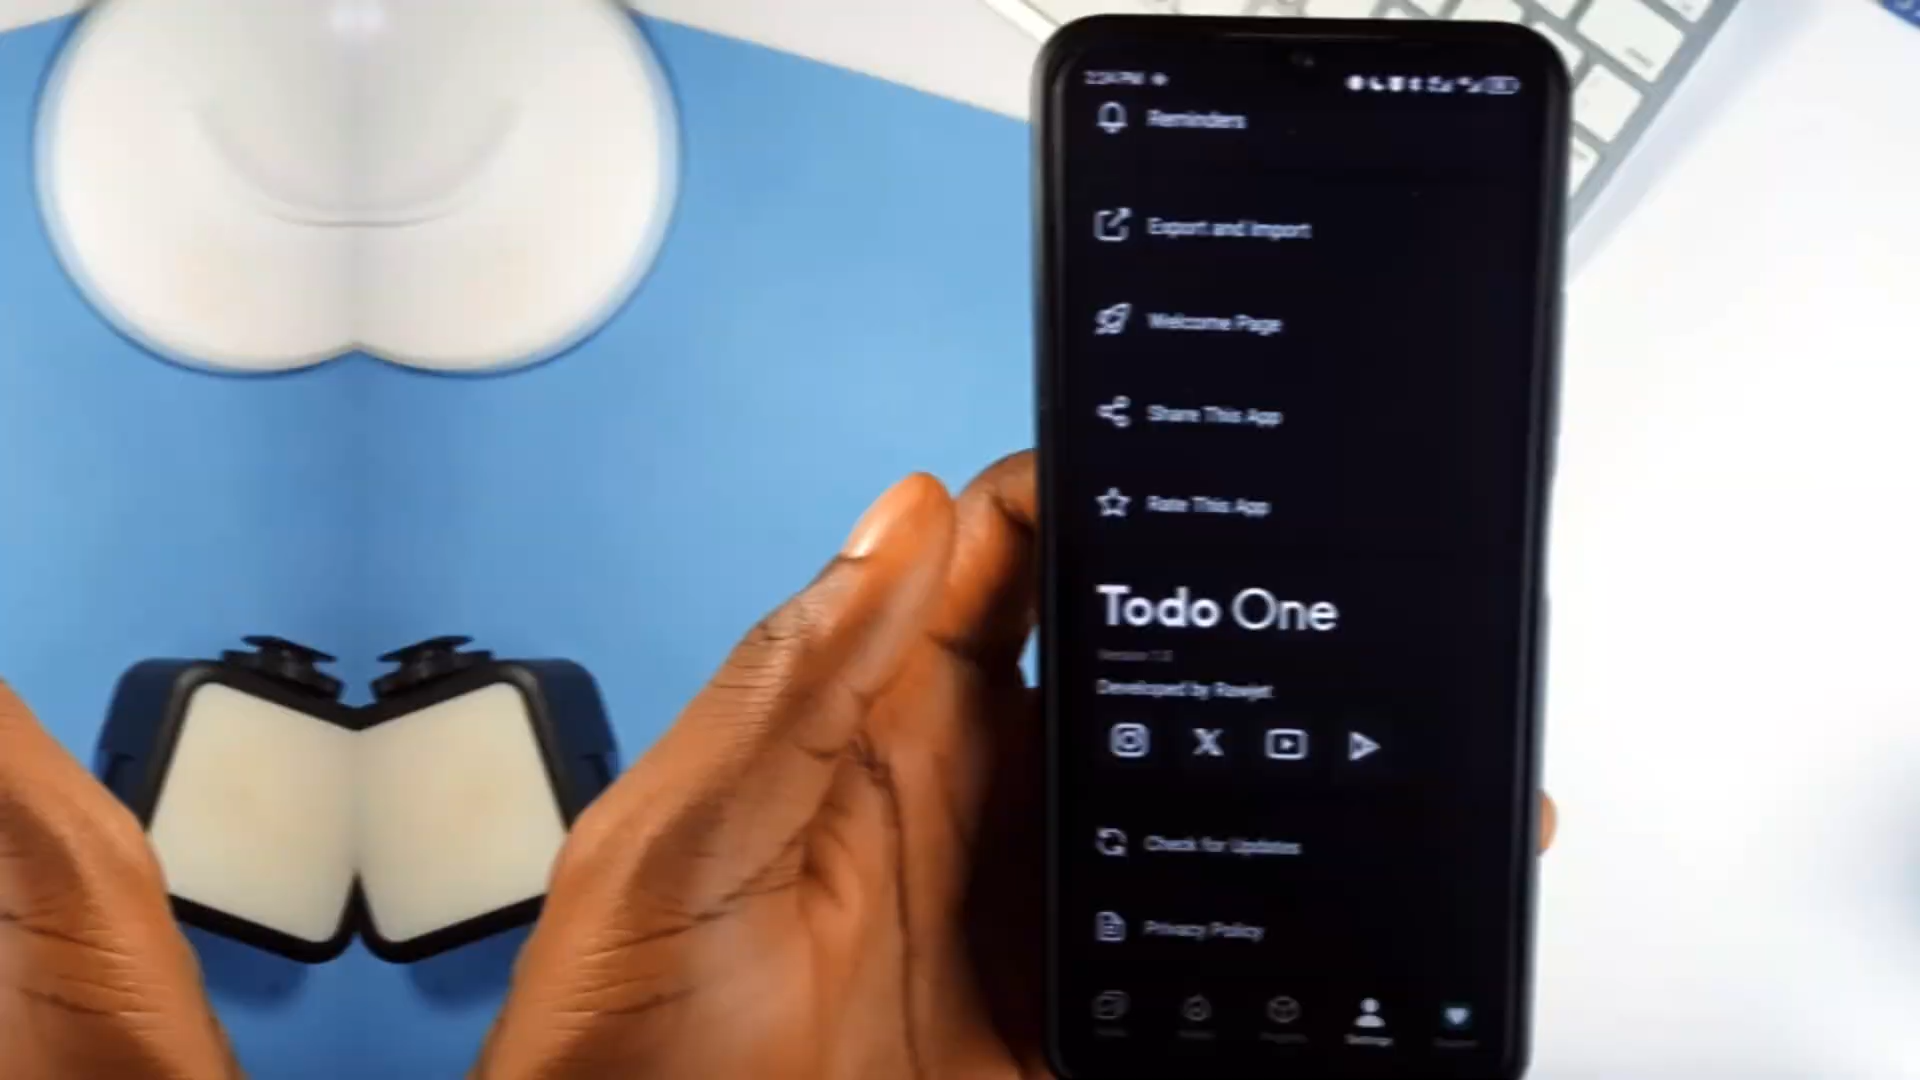 Reminders
Export and Import
Welcome Page
Share This App
Rate This App
Todo One
Developed by
Check for Updates
Privacy Policy
Settings